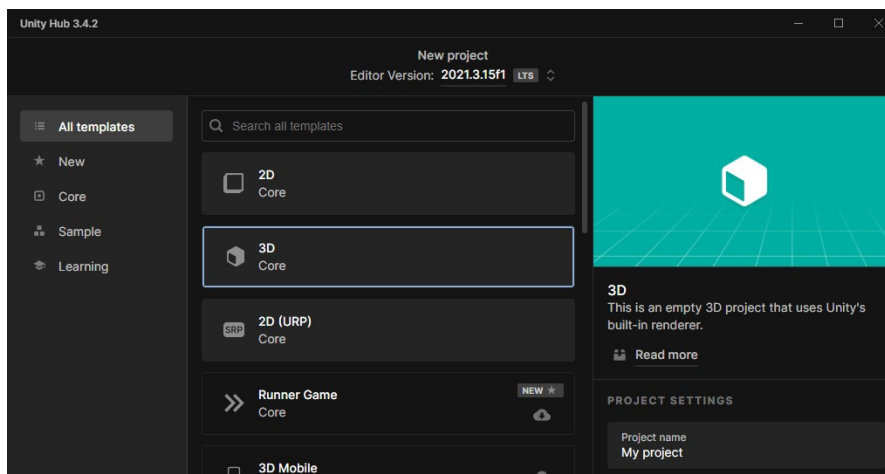 Unity Hub 3.4.2
New project
Editor Version: 2021.3.15f1 LTS
All templates
New
Core
Sample
Learning
Search all templates
2D
Core
3D
Core
SRP
2D (URP)
Core
Runner Game
Core
NEW
3D Mobile
3D
This is an empty 3D project that uses Unity's
built-in renderer.
Read more
PROJECT SETTINGS
Project name
My project